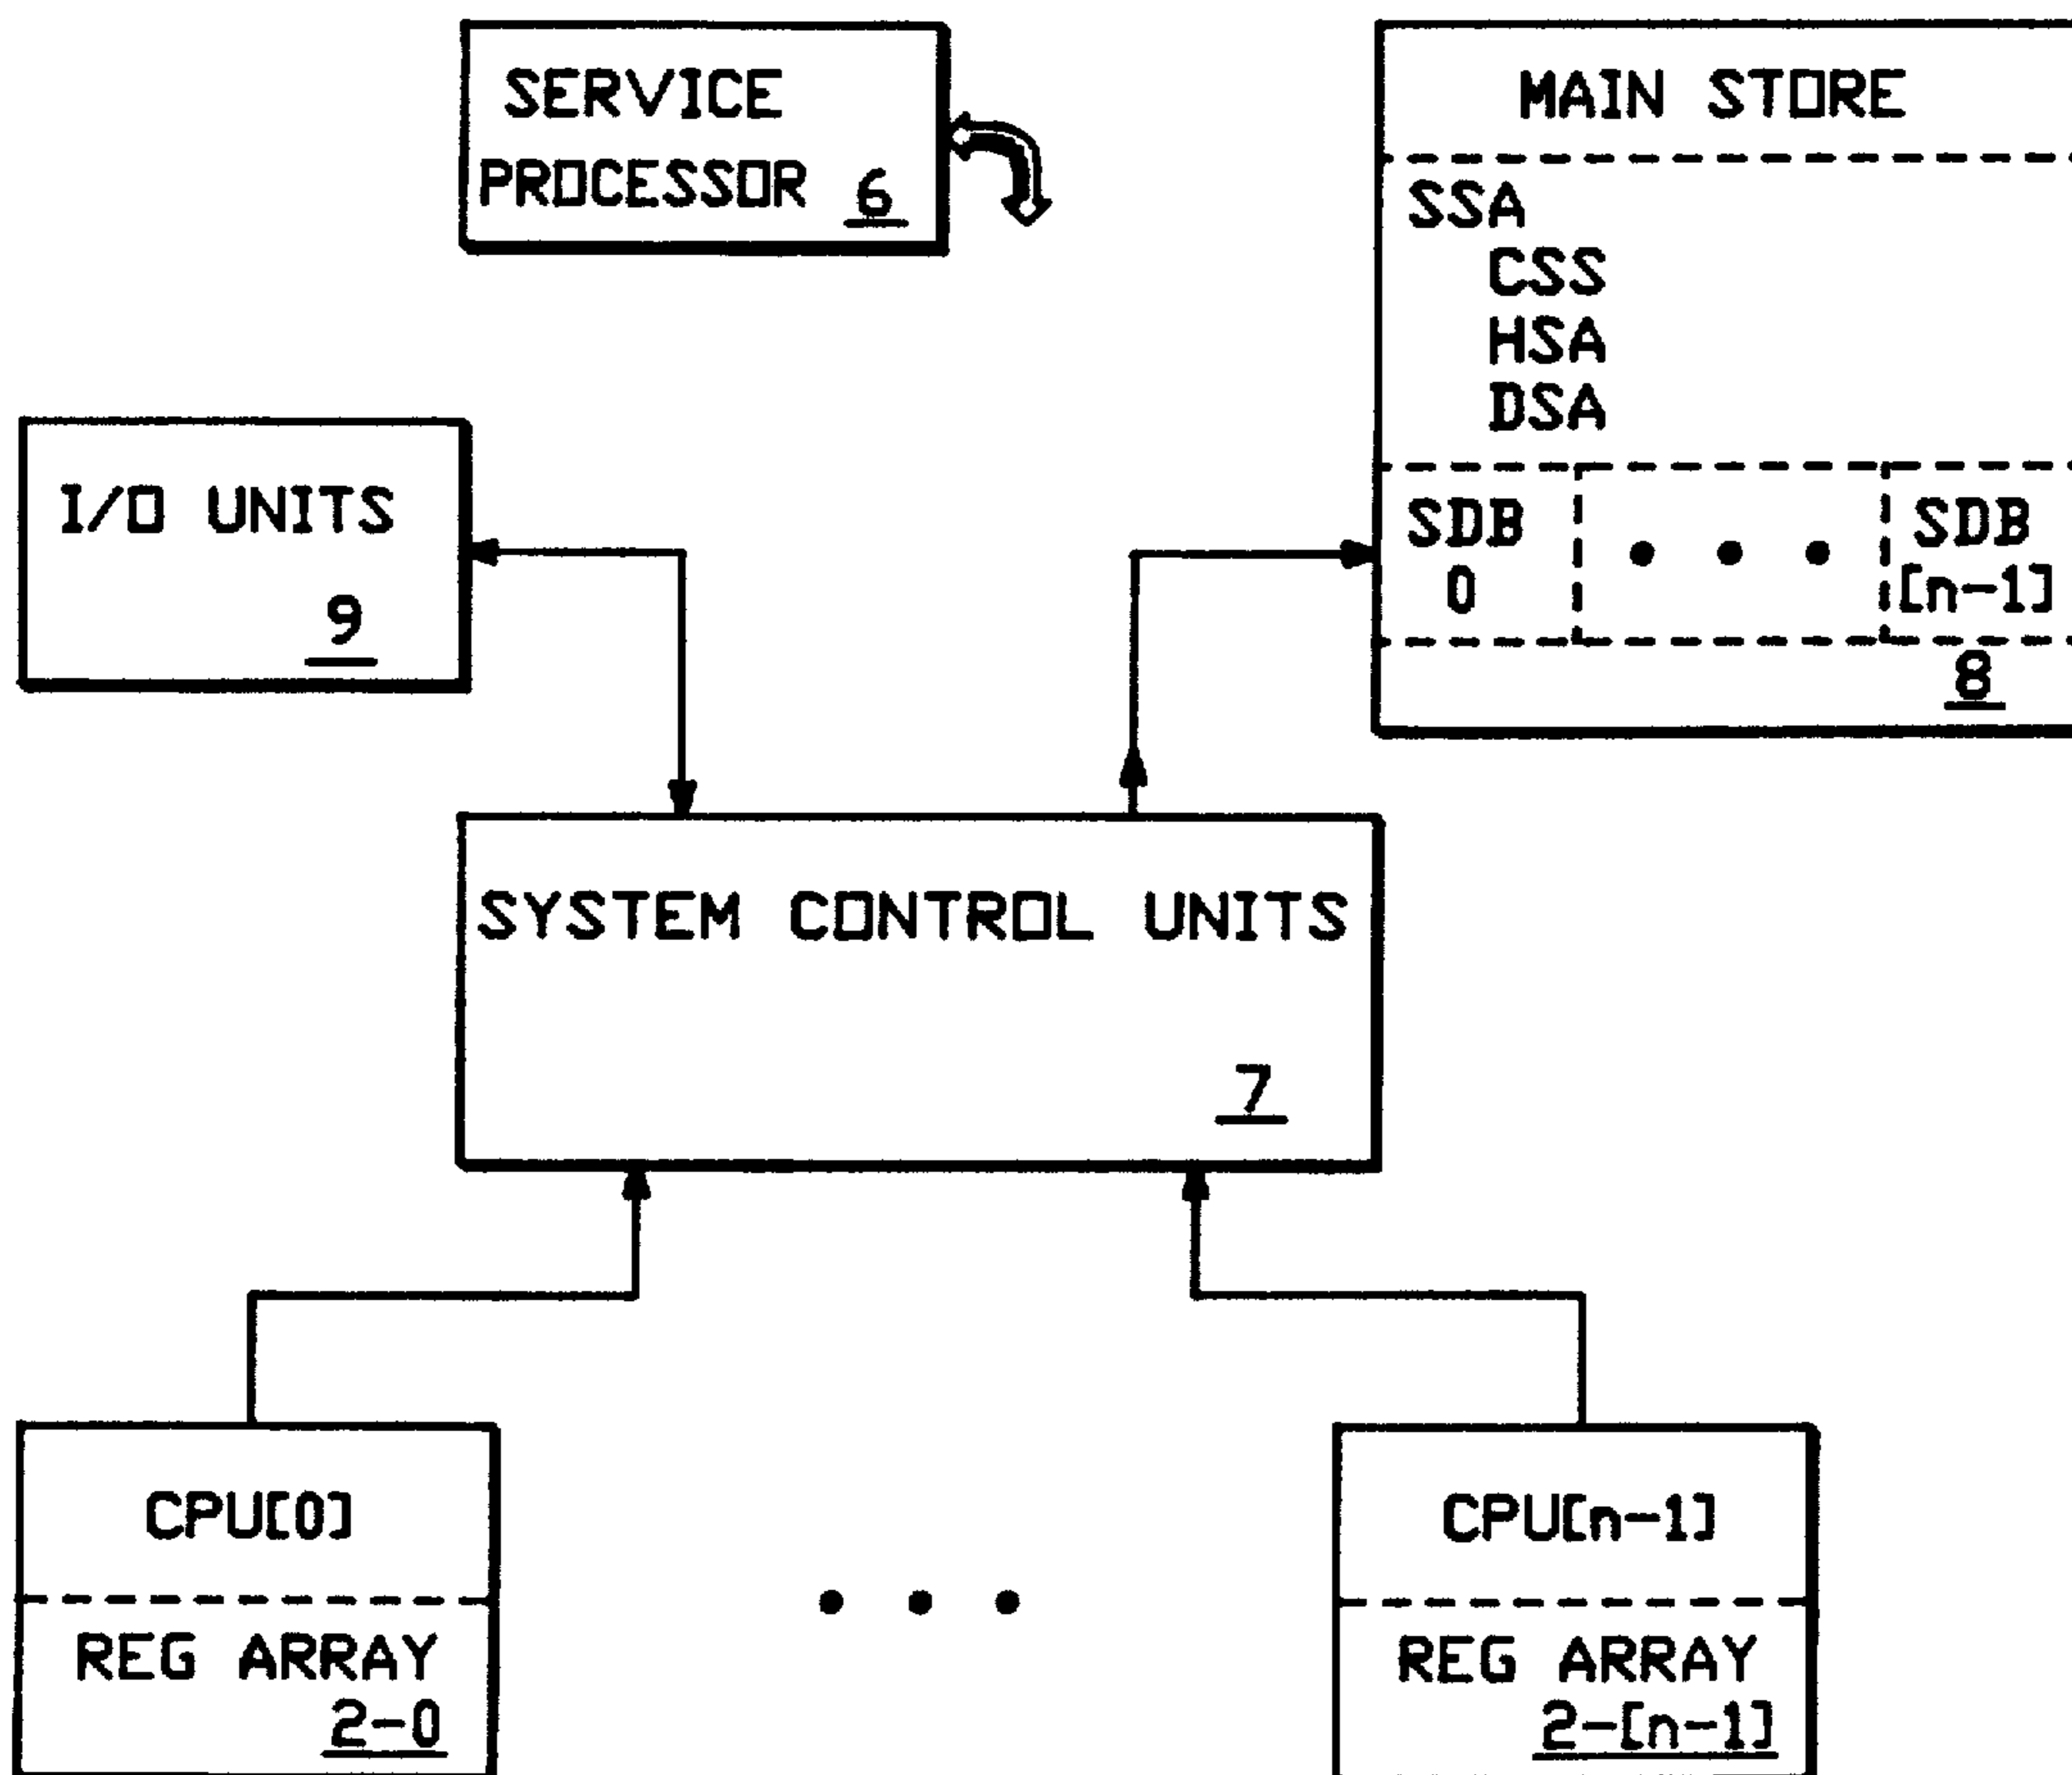 SERVICE
PROCESSOR 6
MAIN STORE
SSA
CSS
HSA
DSA
SDB
0
SDB
[n-1]
8
I/O UNITS
9
SYSTEM CONTROL UNITS
7
CPU[0]
REG ARRAY
2-0
CPU[n-1]
REG ARRAY
2-[n-1]